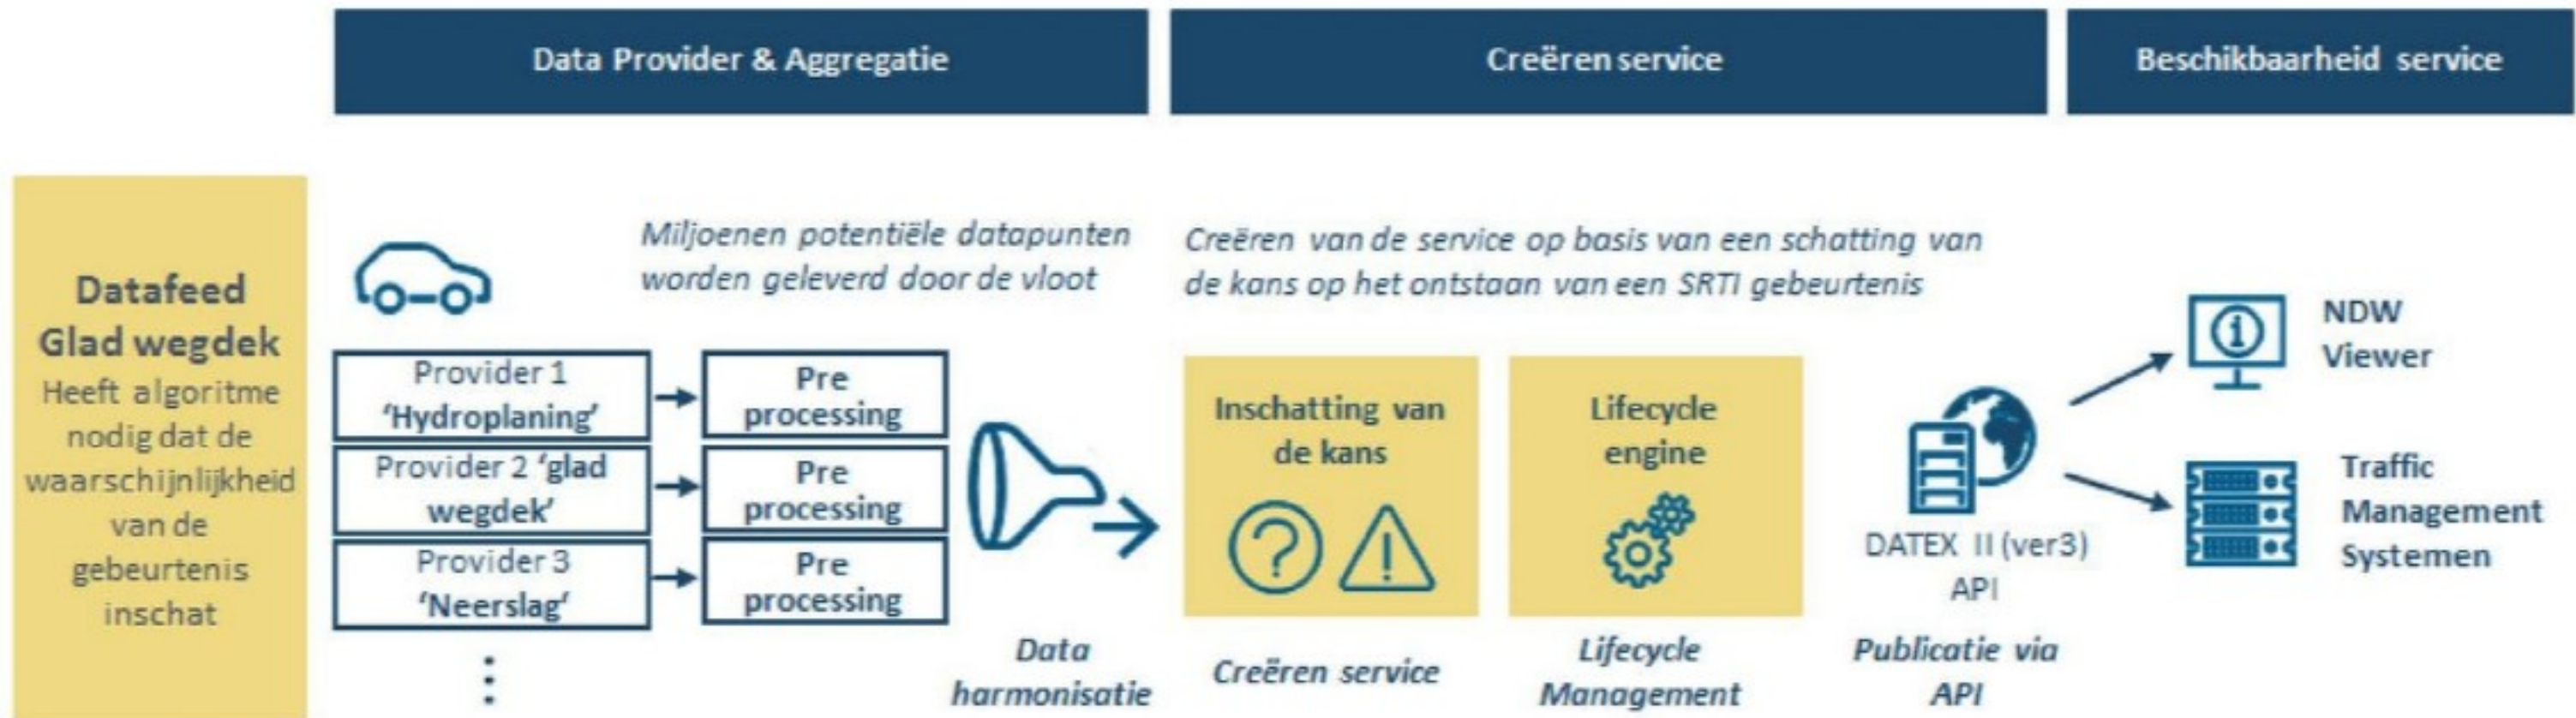 Data Provider & Aggregatie
Creëren service
Beschikbaarheid service
Datafeed
Glad wegdek
Heeft algoritme
nodig dat de
waarschijnlijkheid
van de
gebeurtenis
inschat
Miljoenen potentiële datapunten
worden geleverd door de vloot
Provider 1
‘Hydroplaning’
Pre
processing
Provider 2 ‘glad
wegdek’
Pre
processing
Provider 3
‘Neerslag‘
Pre
processing
Data
harmonisatie
Creëren van de service op basis van een schatting van
de kans op het ontstaan van een SRTI gebeurtenis
Inschatting van
de kans
Creëren service
Lifecycle
engine
Lifecycle
Management
DATEX II (ver3)
API
Publicatie via
API
NDW
Viewer
Traffic
Management
Systemen